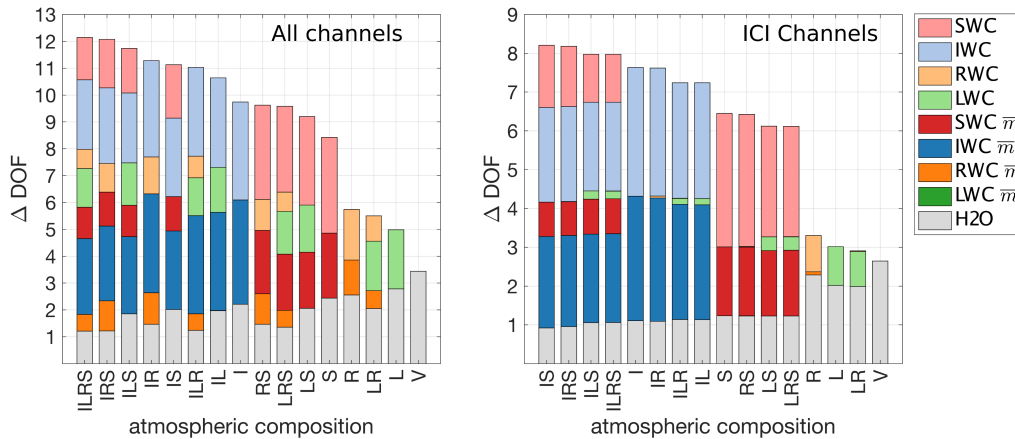 All channels
13
12
11
10
9
8
7
6
5
4
3
2
1
Δ DOF
ILRS
IRS
ILS
IR
IS
ILR
IL
I
RS
LRS
LS
S
R
LR
L
V
atmospheric composition
ICI Channels
9
8
7
6
5
4
3
2
1
Δ DOF
IS
IRS
ILS
ILRS
I
IR
ILR
IL
S
RS
LS
LRS
R
L
LR
V
atmospheric composition
SWC
IWC
RWC
LWC
SWC m̅
IWC m̅
RWC m̅
LWC m̅
H2O